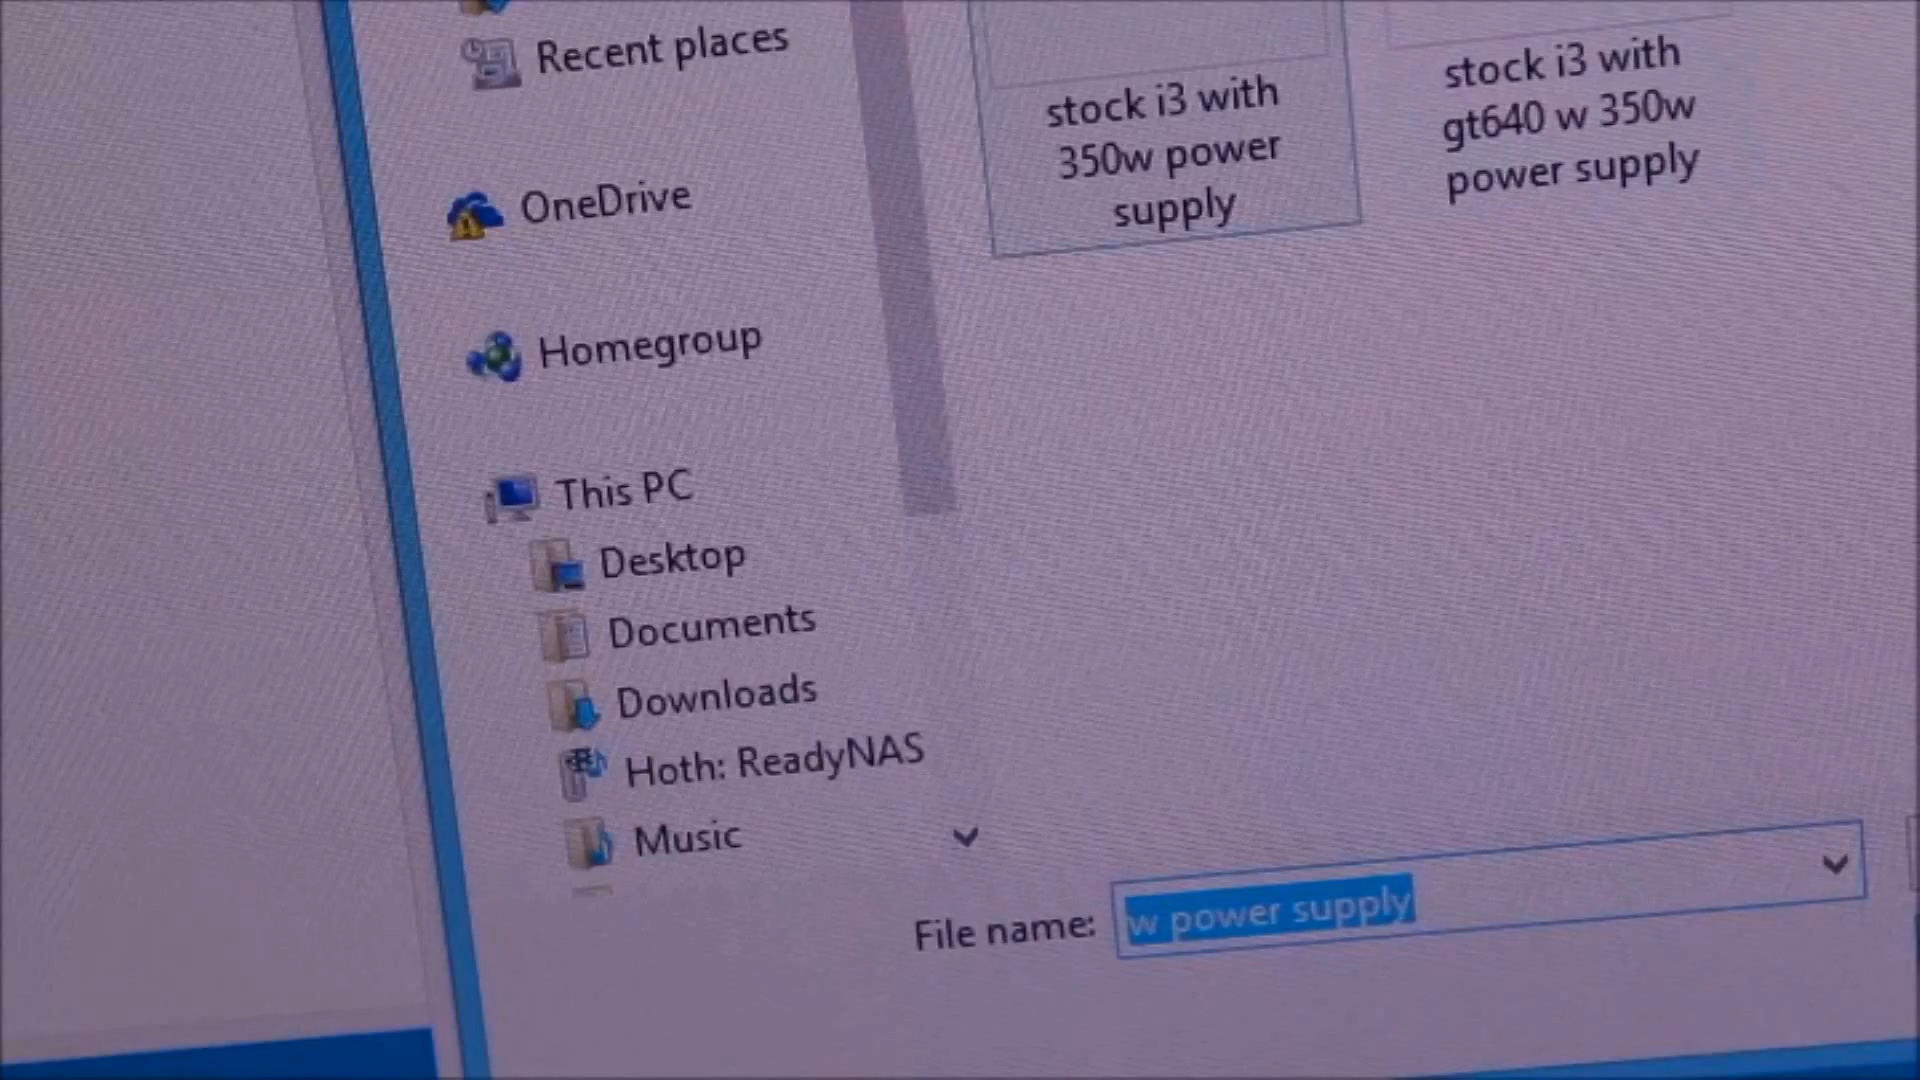 Recent places
OneDrive
Homegroup
This PC
Desktop
Documents
Downloads
Hoth: ReadyNAS
Music
stock i3 with
350w power
supply
stock i3 with
gt640 w 350w
power supply
File name: w power supply